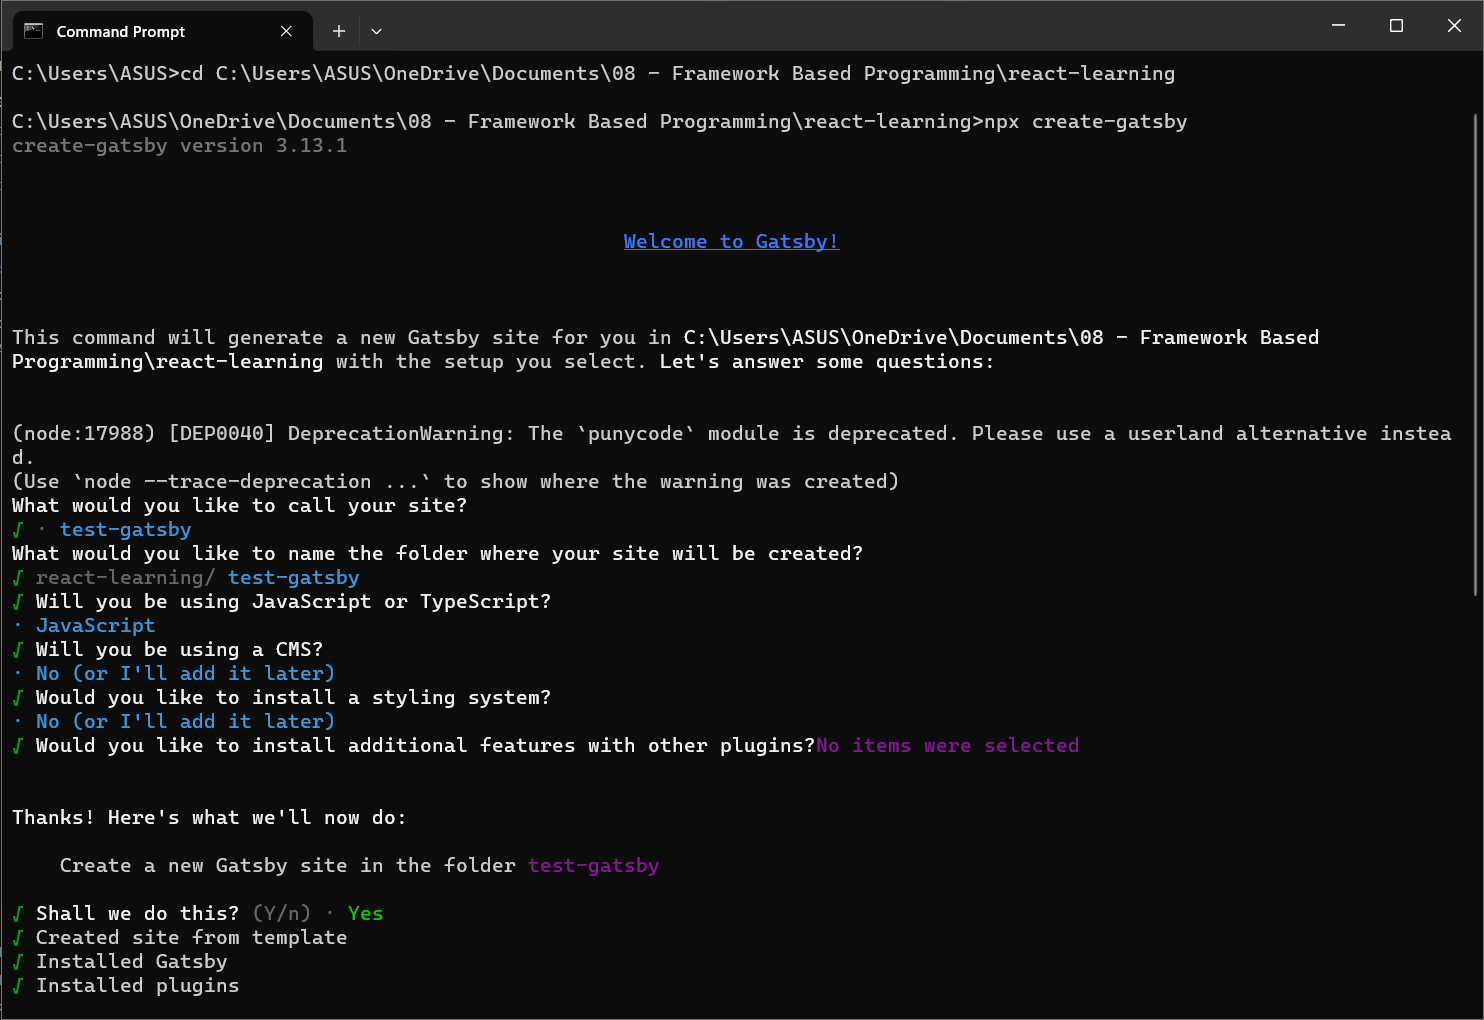 Command Prompt
C:\Users\ASUS>cd C:\Users\ASUS\OneDrive\Documents\08 - Framework Based Programming\react-learning
C:\Users\ASUS\OneDrive\Documents\08 - Framework Based Programming\react-learning>npx create-gatsby
create-gatsby version 3.13.1
Welcome to Gatsby!
This command will generate a new Gatsby site for you in C:\Users\ASUS\OneDrive\Documents\08 - Framework Based
Programming\react-learning with the setup you select. Let's answer some questions:
(node:17988) [DEP0040] DeprecationWarning: The `punycode` module is deprecated. Please use a userland alternative instea
d.
(Use `node --trace-deprecation ...` to show where the warning was created)
What would you like to call your site?
√ · test-gatsby
What would you like to name the folder where your site will be created?
√ react-learning/ test-gatsby
√ Will you be using JavaScript or TypeScript?
· JavaScript
√ Will you be using a CMS?
· No (or I'll add it later)
√ Would you like to install a styling system?
· No (or I'll add it later)
√ Would you like to install additional features with other plugins?No items were selected
Thanks! Here's what we'll now do:
Create a new Gatsby site in the folder test-gatsby
√ Shall we do this? (Y/n) · Yes
√ Created site from template
√ Installed Gatsby
√ Installed plugins